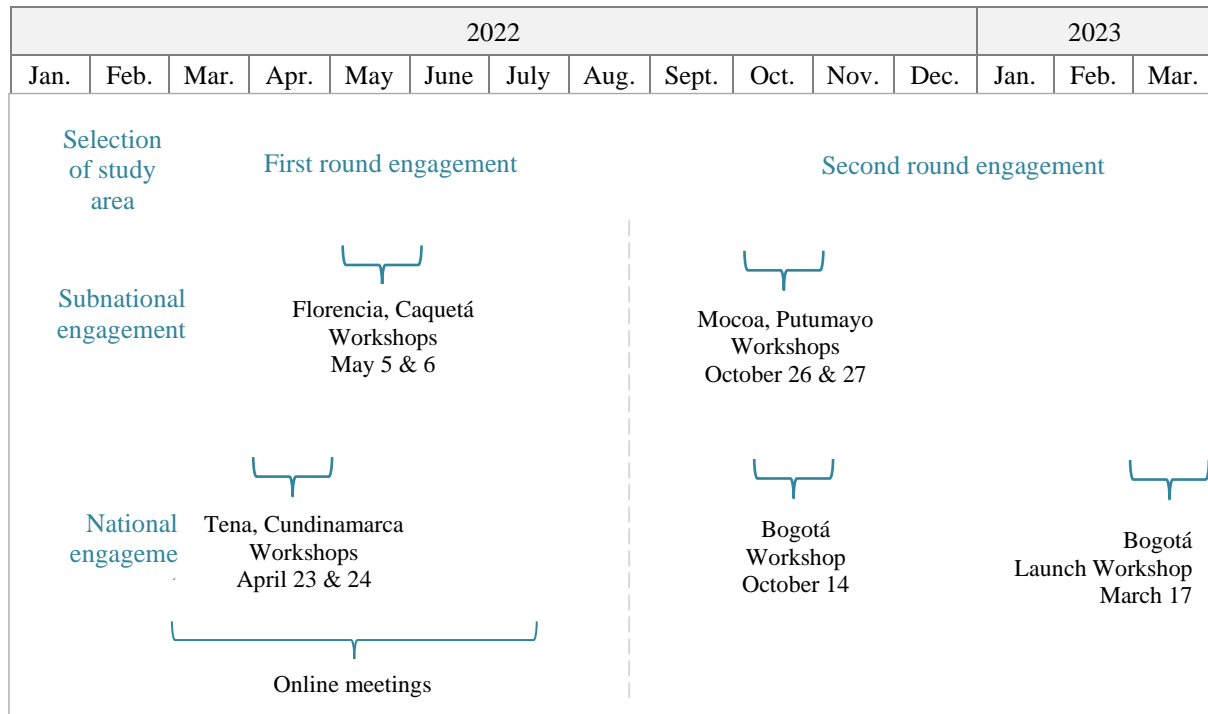 2022
2023
Jan.
Feb.
Mar.
Apr.
May
June
July
Aug.
Sept.
Oct.
Nov.
Dec.
Jan.
Feb.
Mar.
Selection
of study
area
First round engagement
Second round engagement
Subnational
engagement
Florencia, Caquetá
Workshops
May 5 & 6
Mocoa, Putumayo
Workshops
October 26 & 27
National
engageme
Tena, Cundinamarca
Workshops
April 23 & 24
Bogotá
Workshop
October 14
Bogotá
Launch Workshop
March 17
Online meetings